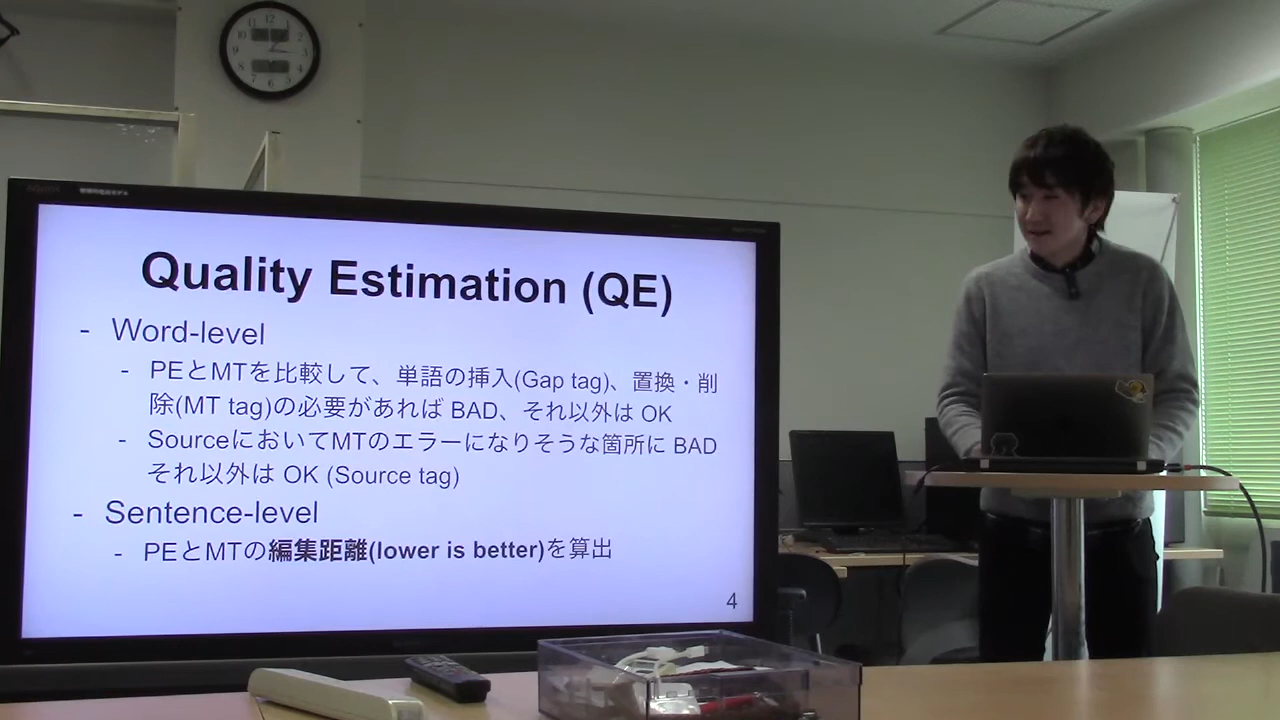 Quality Estimation (QE)
- Word-level
- PEとMTを比較して、単語の挿入(Gap tag)、置換・削
除(MT tag)の必要があれば BAD、それ以外は OK
- SourceにおいてMTのエラーになりそうな箇所に BAD
それ以外は OK (Source tag)
- Sentence-level
- PEとMTの編集距離(lower is better)を算出
4